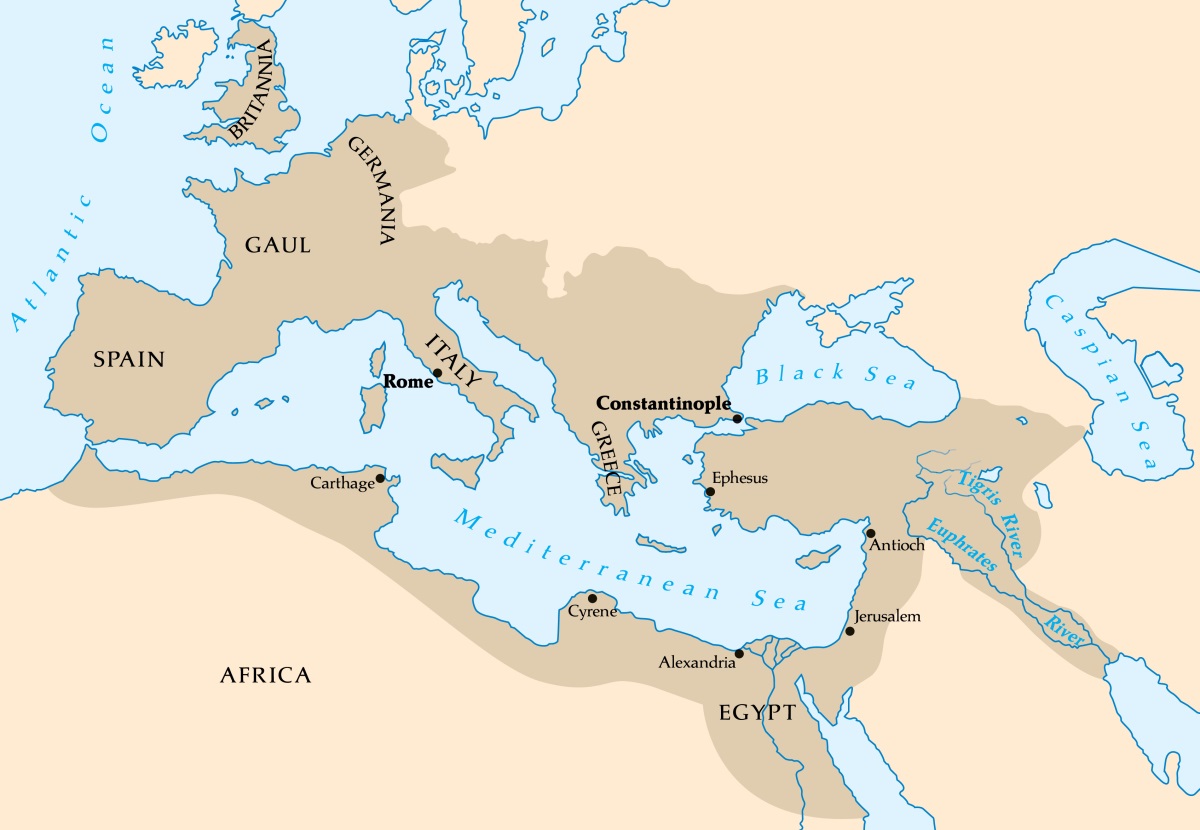 Atlantic Ocean
BRITANNIA
GERMANIA
GAUL
SPAIN
ITALY
Rome
Constantinople
Black Sea
Caspian Sea
GREECE
Carthage
Ephesus
Tigris River
Euphrates River
Mediterranean Sea
Antioch
Cyrene
Jerusalem
Alexandria
AFRICA
EGYPT